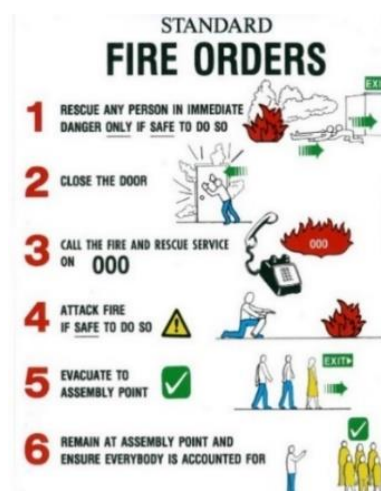 STANDARD
FIRE ORDERS
EXIT
1 RESCUE ANY PERSON IN IMMEDIATE
DANGER ONLY IF SAFE TO DO SO
2 CLOSE THE DOOR
3 CALL THE FIRE AND RESCUE SERVICE
ON 000
000
4 ATTACK FIRE
IF SAFE TO DO SO
5 EVACUATE TO
ASSEMBLY POINT
EXIT
6 REMAIN AT ASSEMBLY POINT AND
ENSURE EVERYBODY IS ACCOUNTED FOR